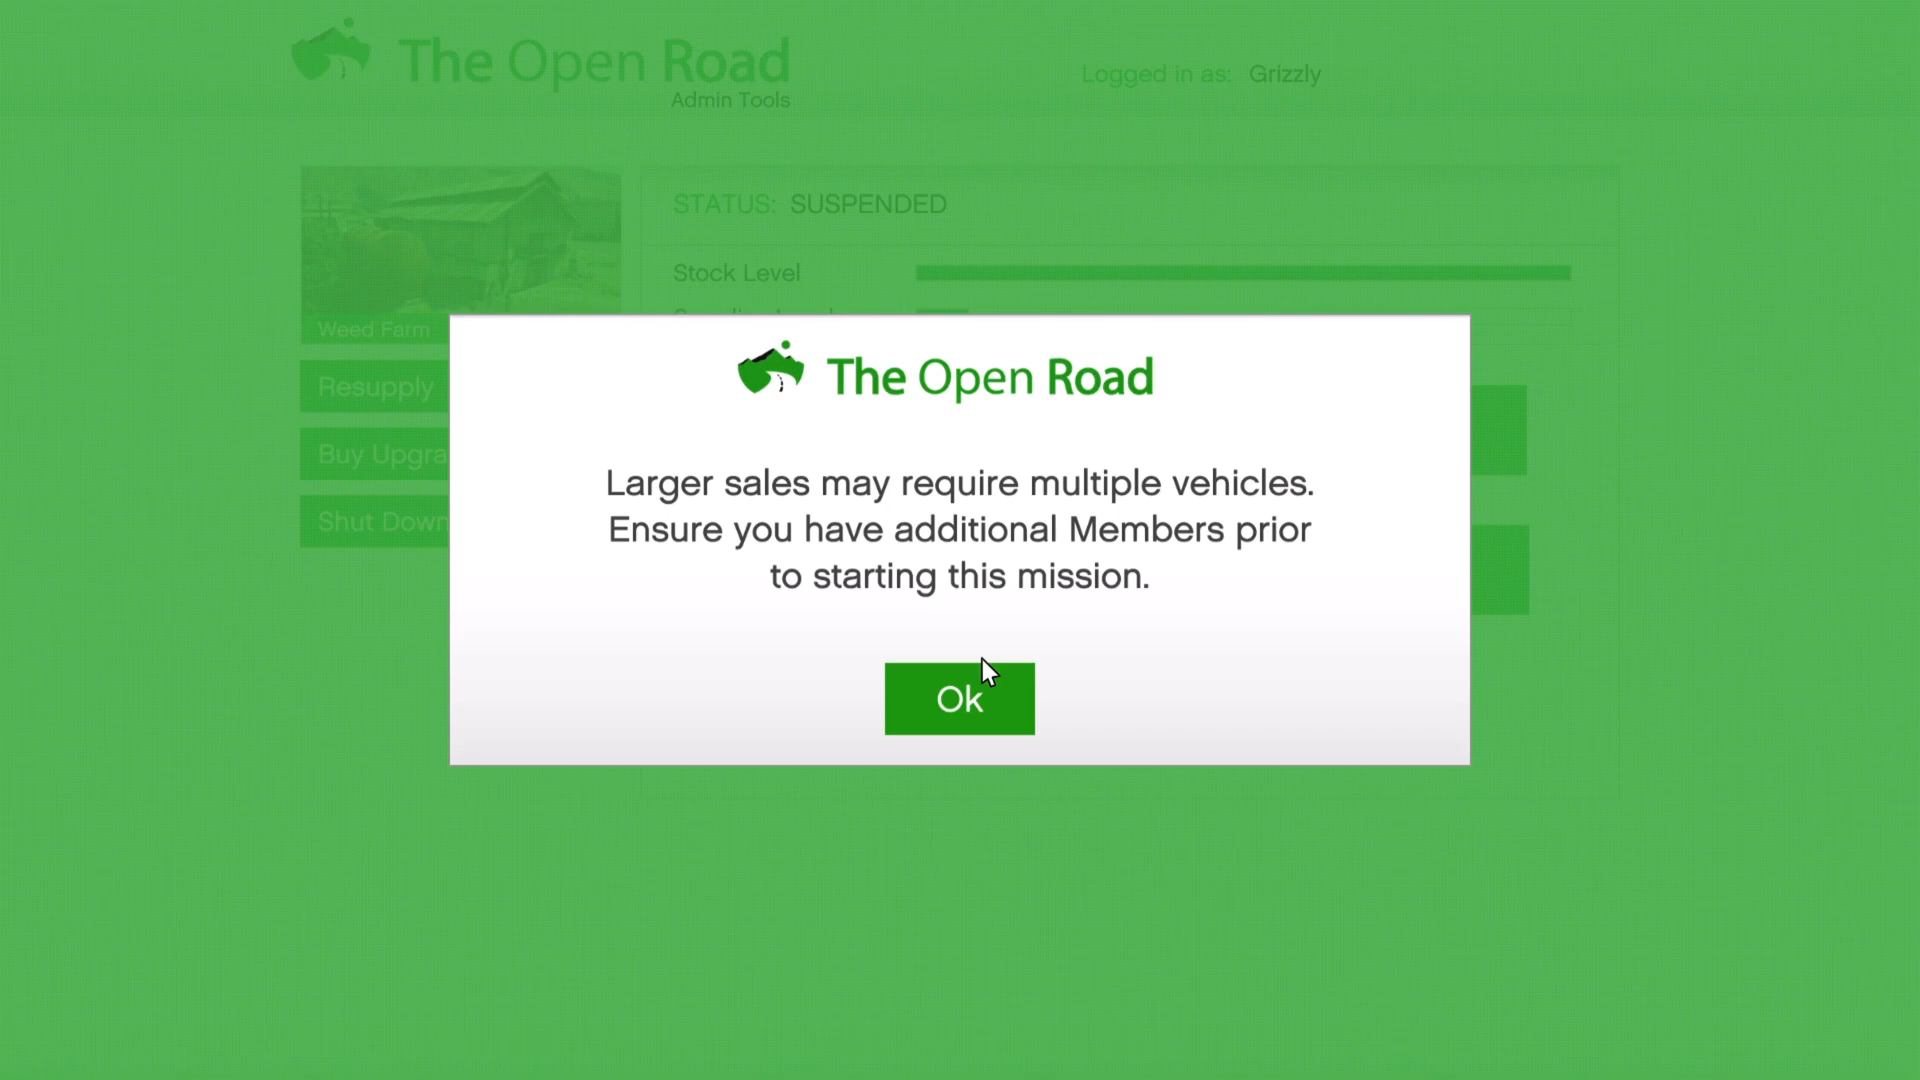 The Open Road
Admin Tools
Logged in as: Grizzly
STATUS: SUSPENDED
Stock Level
Weed Farm
Resupply
Buy Upgra
Shut Down
The Open Road
Larger sales may require multiple vehicles.
Ensure you have additional Members prior
to starting this mission.
Ok